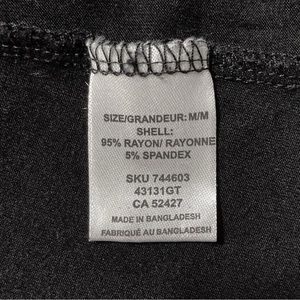 SIZE/GRANDEUR: M/M
SHELL:
95% RAYON/ RAYONNE
5% SPANDEX
SKU 744603
43131GT
CA 52427
MADE IN BANGLADESH
FABRIQUÉ AU BANGLADESH